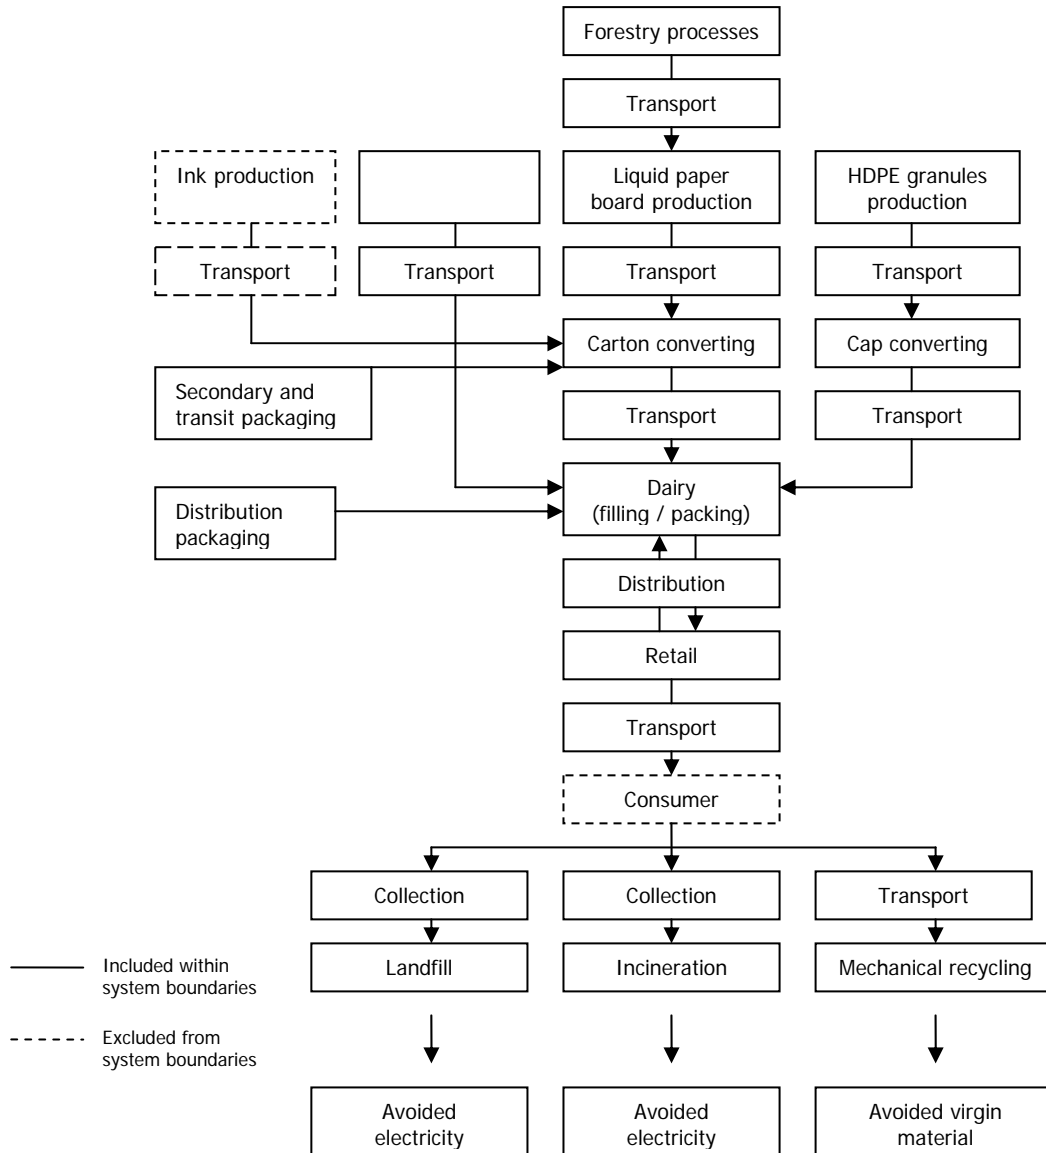 Forestry processes
Transport
Ink production
Liquid paper
board production
HDPE granules
production
Transport
Transport
Transport
Transport
Carton converting
Cap converting
Secondary and
transit packaging
Transport
Transport
Dairy
(filling / packing)
Distribution
packaging
Distribution
Retail
Transport
Consumer
Collection
Collection
Transport
Landfill
Incineration
Mechanical recycling
Included within
system boundaries
Excluded from
system boundaries
Avoided
electricity
Avoided
electricity
Avoided virgin
material